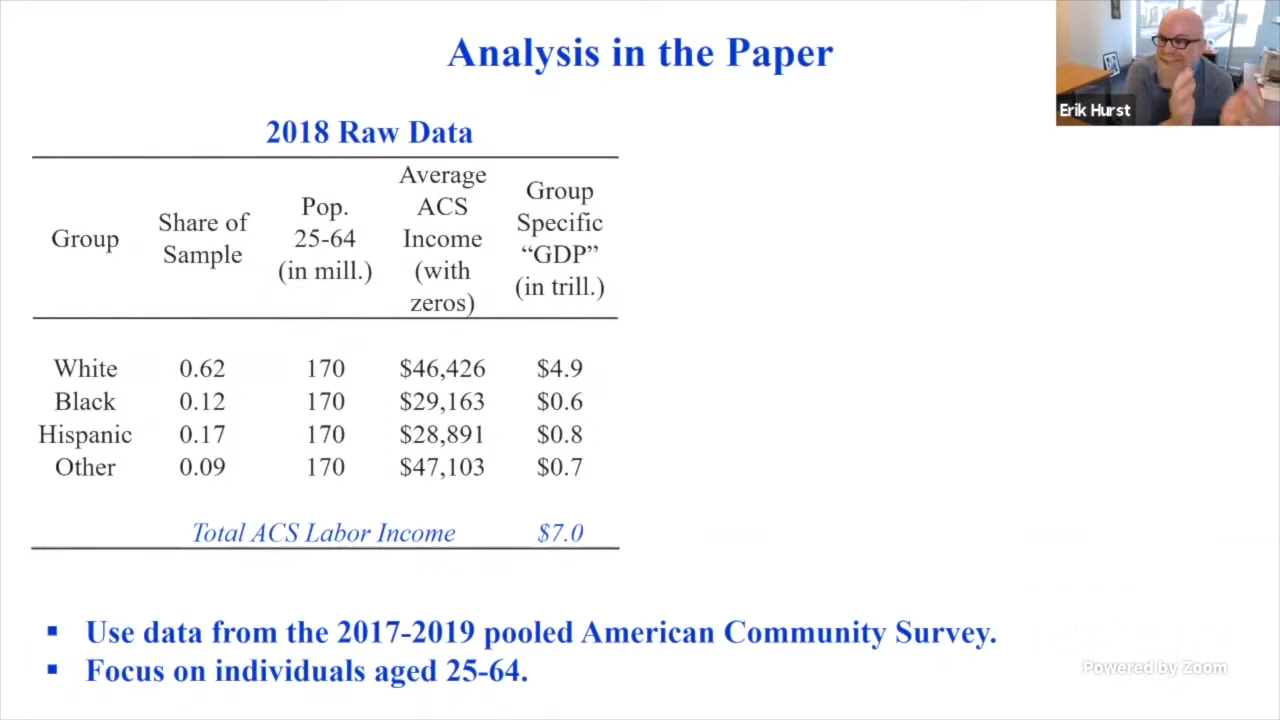 Analysis in the Paper
Erik Hurst
2018 Raw Data
Group
Share of
Sample
Pop.
25-64
(in mill.)
Average
ACS
Income
(with
zeros)
Group
Specific
“GDP”
(in trill.)
White 0.62 170 $46,426 $4.9
Black 0.12 170 $29,163 $0.6
Hispanic 0.17 170 $28,891 $0.8
Other 0.09 170 $47,103 $0.7
Total ACS Labor Income $7.0
▪ Use data from the 2017-2019 pooled American Community Survey.
▪ Focus on individuals aged 25-64.
Powered by Zoom